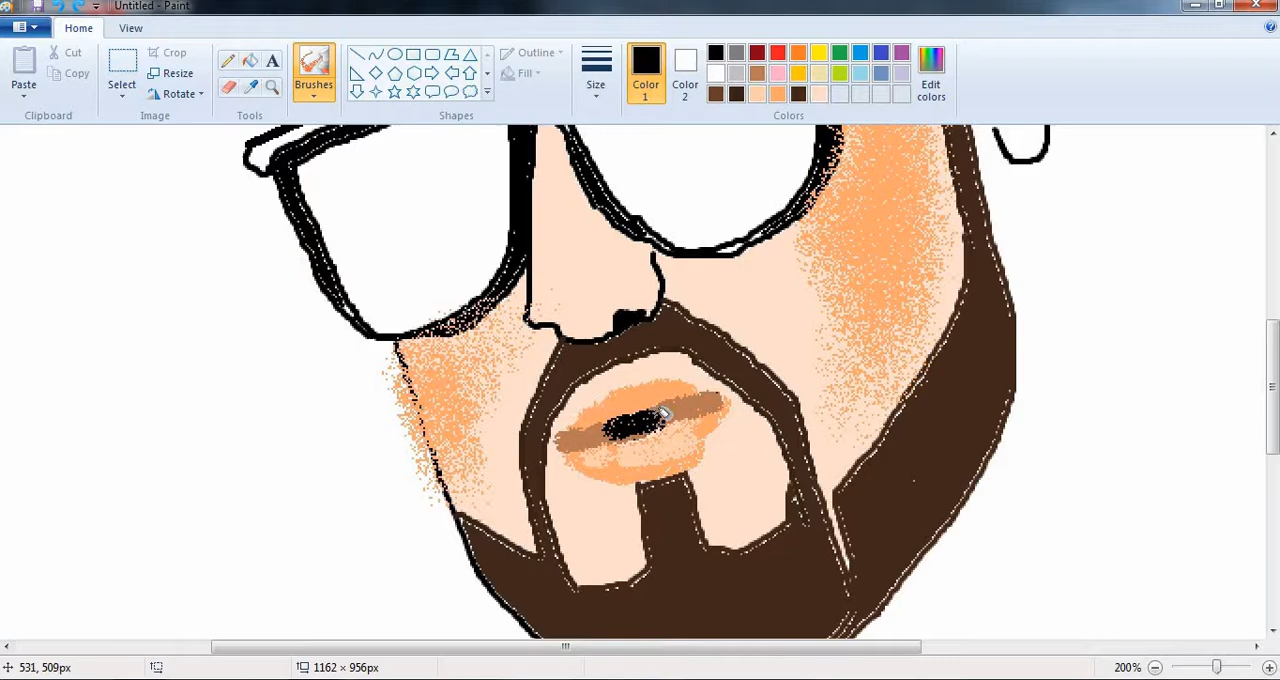 Untitled - Paint
Home View
Paste
Cut
Copy
Clipboard
Select
Crop
Resize
Rotate
Image
A
Tools
Brushes
Outline
Fill
Shapes
Size
Color 1
Color 2
Edit colors
Colors
531, 509px
1162 × 956px
200%